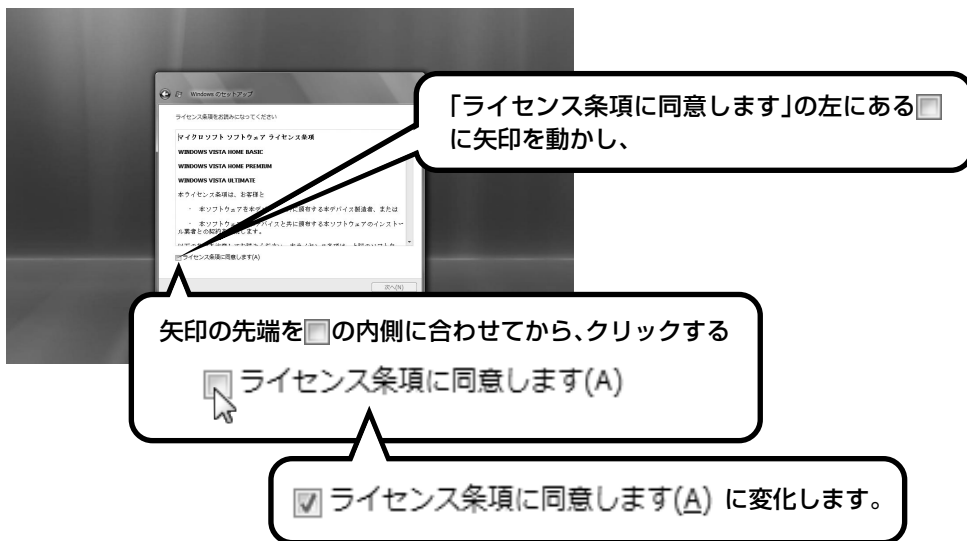 Windows のセットアップ
ライセンス条項をお読みになってください
マイクロソフト ソフトウェア ライセンス条項
WINDOWS VISTA HOME BASIC
WINDOWS VISTA HOME PREMIUM
WINDOWS VISTA ULTIMATE
本ライセンス条項は、お客様と
ライセンス条項に同意します(A)
次へ(N)
「ライセンス条項に同意します」の左にある
に矢印を動かし、
矢印の先端を の内側に合わせてから、クリックする
ライセンス条項に同意します(A)
ライセンス条項に同意します(A) に変化します。